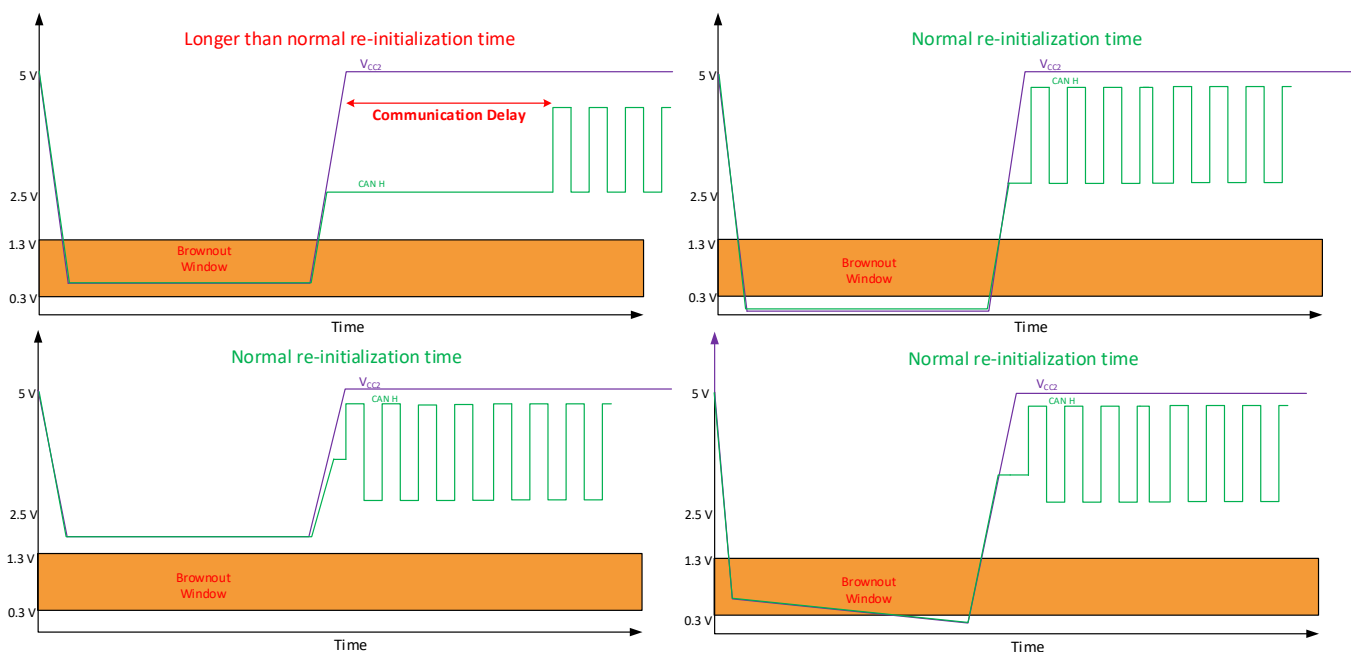 Longer than normal re-initialization time
5 V
VCC2
Communication Delay
CAN H
2.5 V
1.3 V
Brownout
Window
0.3 V
Time
Normal re-initialization time
5 V
VCC2
CAN H
2.5 V
1.3 V
Brownout
Window
0.3 V
Time
Normal re-initialization time
5 V
VCC2
CAN H
2.5 V
1.3 V
Brownout
Window
0.3 V
Time
Normal re-initialization time
5 V
VCC2
CAN H
2.5 V
1.3 V
Brownout
Window
0.3 V
Time